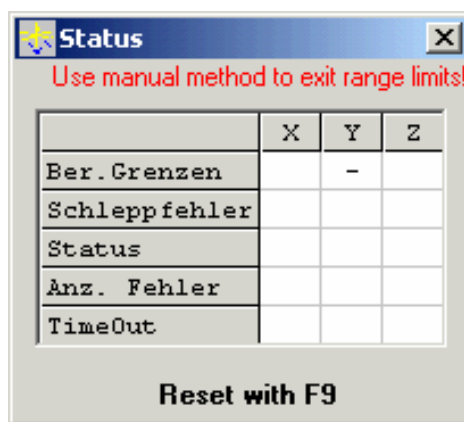 Status
Use manual method to exit range limits!
X Y Z
Ber.Grenzen -
Schleppfehler
Status
Anz. Fehler
TimeOut
Reset with F9